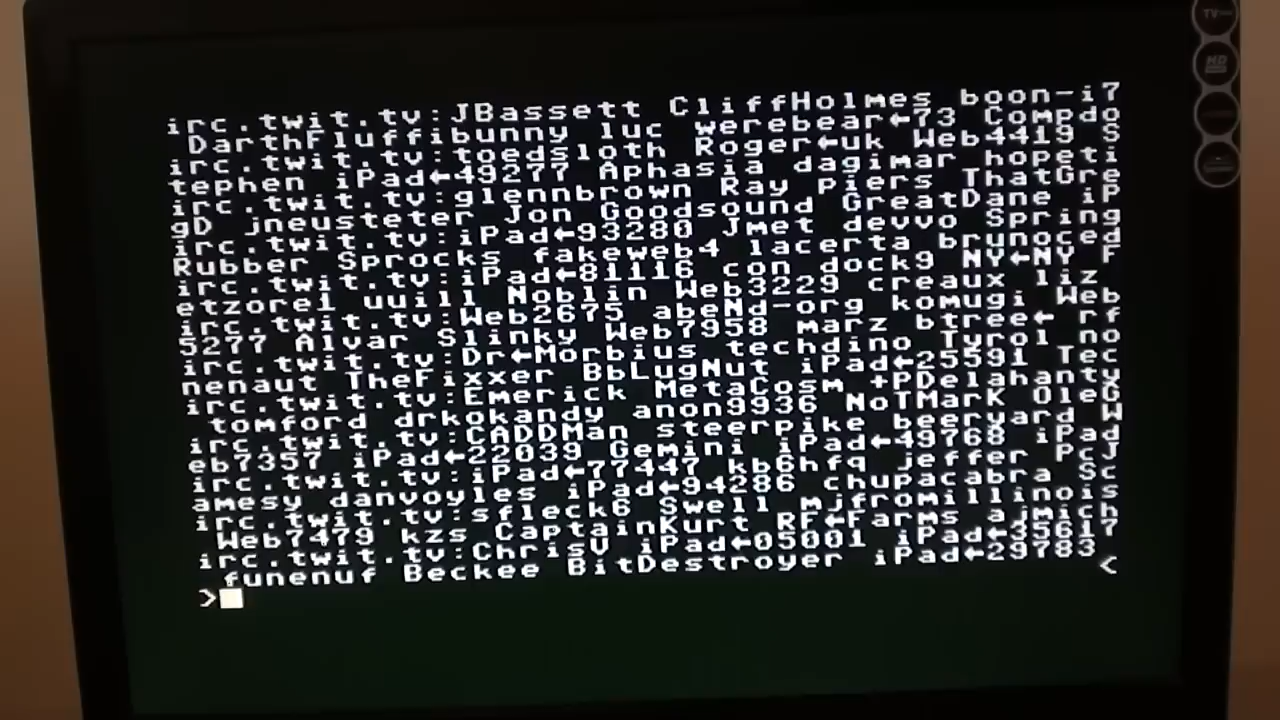 irc.twit.tv:JBassett CliffHolmes boon-i7
DarthFluffibunny luc werebear←73 Compdo
irc.twit.tv:toedsloth Roger←uk Web4419 S
tephen iPad←49277 Aphasia dagimar hopeti
irc.twit.tv:glennbrown Ray Piers ThatGre
gD jneusteter Jon Goodsound GreatDane iP
irc.twit.tv:iPad←93280 Jmet devvo Spring
Rubber Sprocks fakeweb4 lacerta brunoced
irc.twit.tv:iPad←81116 con dock9 NY←NY F
etzorel uuill Noblin Web3229 creaux liz
irc.twit.tv:Web2675 abeNd-org komugi Web
5277 Alvar Slinky Web7958 marz btree← rf
irc.twit.tv:Dr←Morbius techdino Tyrol no
nenaut TheFixxer BbLugNut iPad←25591 Tec
irc.twit.tv:Emerick MetaCosm +PDelahanty
tomford drkokandy anon9936 NoTMarK OleG
irc.twit.tv:CADDMan steerpike beeryard W
eb7357 iPad←22039 Gemini iPad←49768 iPad
irc.twit.tv:iPad←77447 kb6hfq jeffer PcJ
amesy danvoyles iPad←94286 chupacabra Sc
irc.twit.tv:sfleck6 Swell mjfromillinois
Web7479 kzs CaptainKurt RF←Farms ajmich
irc.twit.tv:ChrisV iPad←05001 iPad←35617
funenuf Beckee BitDestroyer iPad←29783
> <
TV
HD